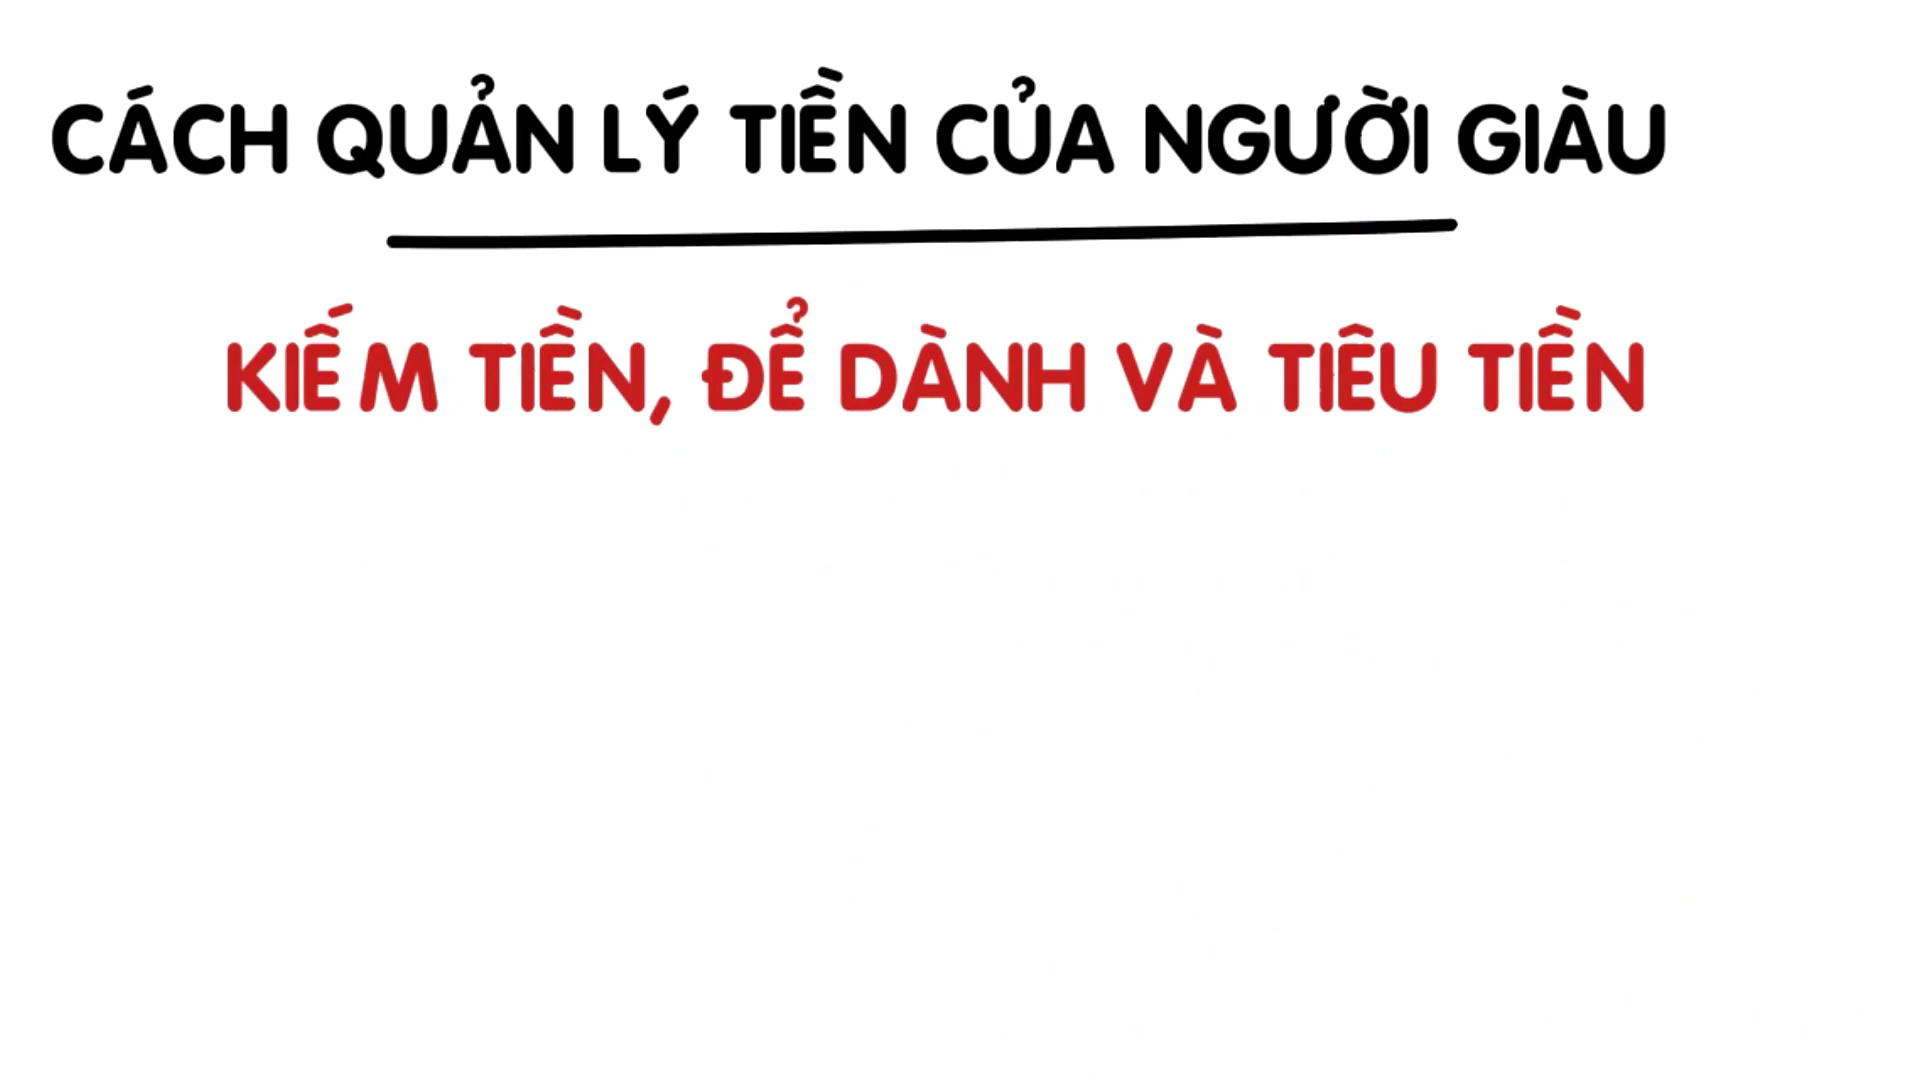 CÁCH QUẢN LÝ TIỀN CỦA NGƯỜI GIÀU
KIẾM TIỀN, ĐỂ DÀNH VÀ TIÊU TIỀN